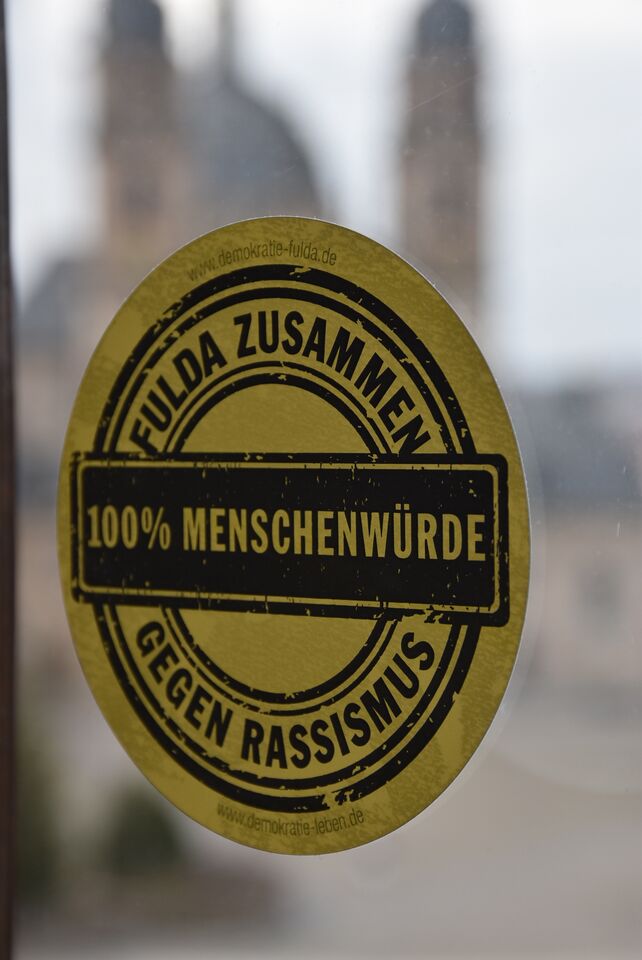 www.demokratie-fulda.de
FULDA ZUSAMMEN
100% MENSCHENWÜRDE
GEGEN RASSISMUS
www.demokratie-leben.de